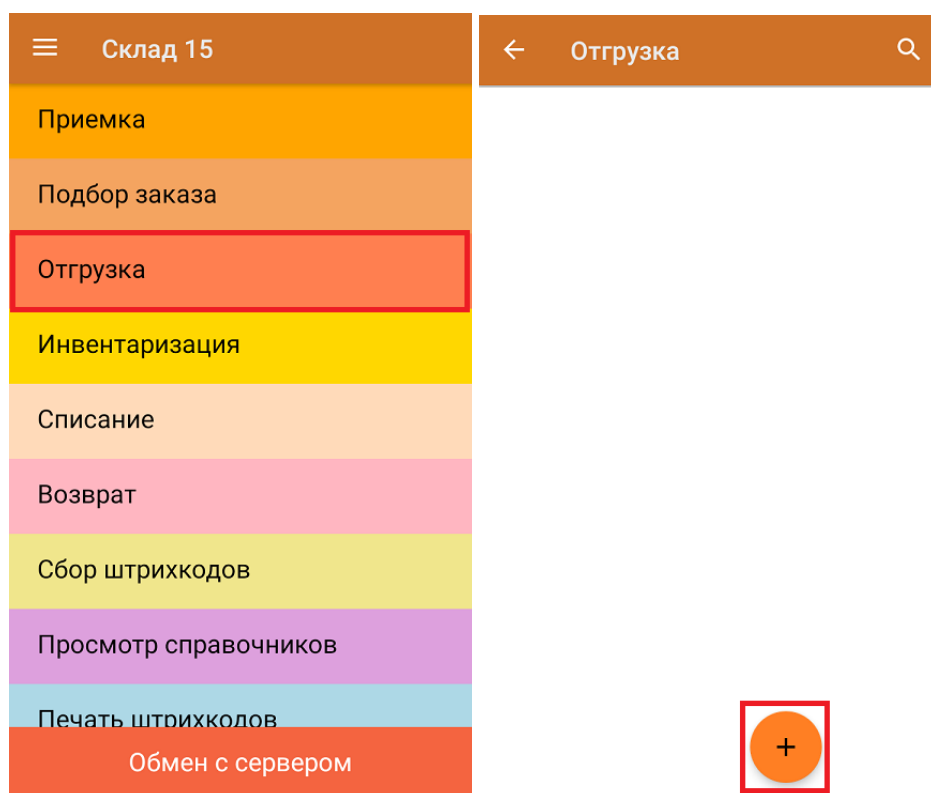 Склад 15
Приемка
Подбор заказа
Отгрузка
Инвентаризация
Списание
Возврат
Сбор штрихкодов
Просмотр справочников
Печать штрихкодов
Обмен с сервером
Отгрузка
+